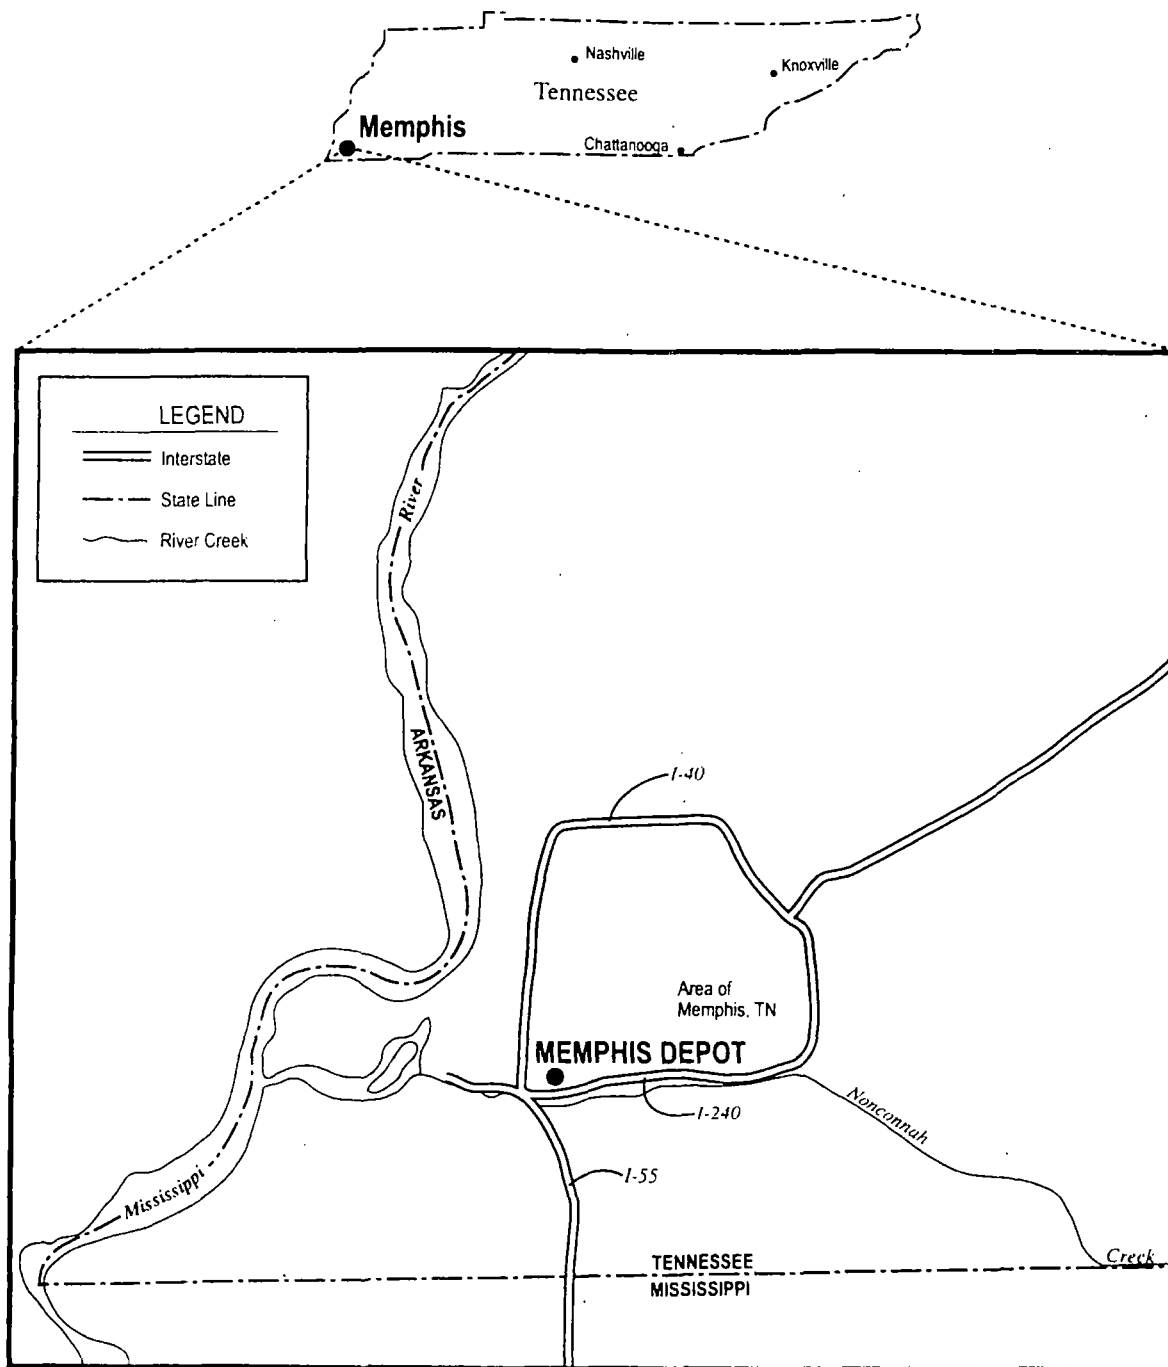 Nashville
Knoxville
Tennessee
Memphis
Chattanooga
LEGEND
Interstate
State Line
River Creek
River
ARKANSAS
I-40
Area of
Memphis, TN
MEMPHIS DEPOT
I-240
Nonconnah
Mississippi
I-55
TENNESSEE
Creek
MISSISSIPPI